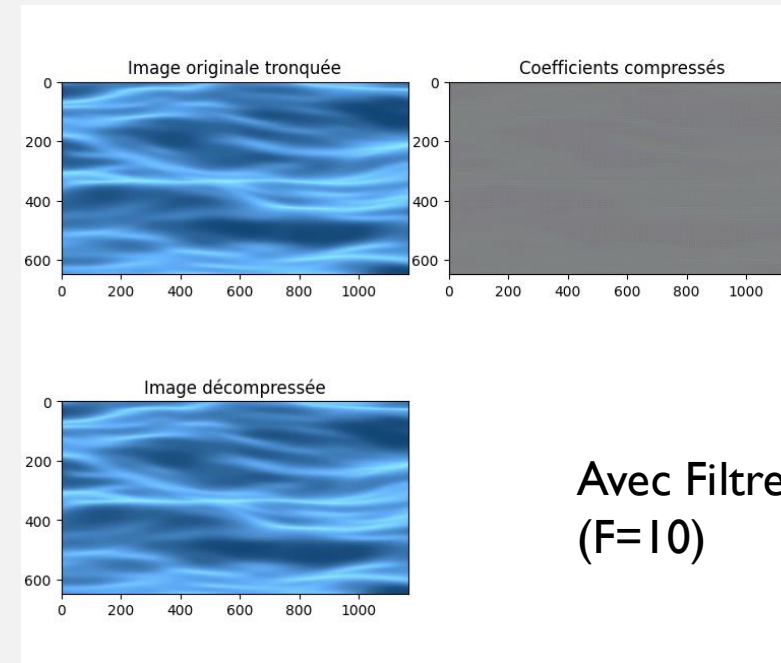 Image originale tronquée
Coefficients compressés
0
200
400
600
0 200 400 600 800 1000
0
200
400
600
0 200 400 600 800 1000
Image décompressée
0
200
400
600
0 200 400 600 800 1000
Avec Filtre
(F=10)